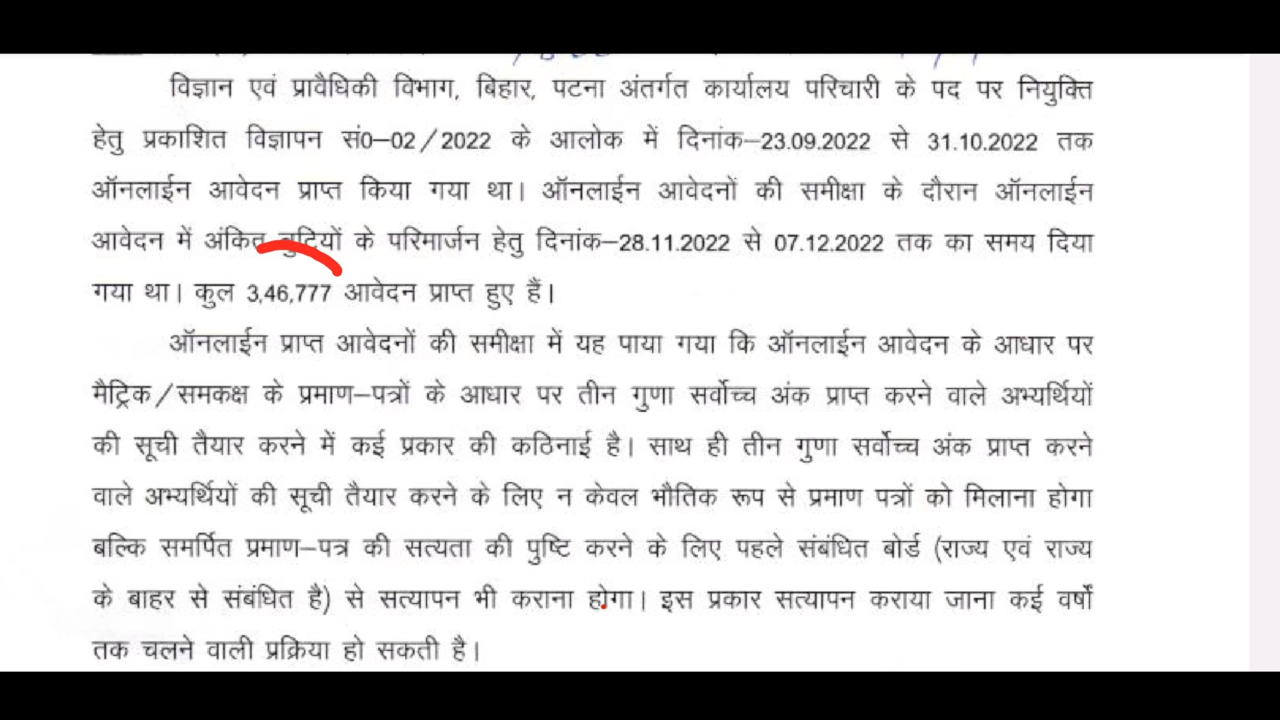 विज्ञान एवं प्रावैधिकी विभाग, बिहार, पटना अंतर्गत कार्यालय परिचारी के पद पर नियुक्ति
हेतु प्रकाशित विज्ञापन सं0–02/2022 के आलोक में दिनांक–23.09.2022 से 31.10.2022 तक
ऑनलाईन आवेदन प्राप्त किया गया था। ऑनलाईन आवेदनों की समीक्षा के दौरान ऑनलाईन
आवेदन में अंकित त्रुटियों के परिमार्जन हेतु दिनांक–28.11.2022 से 07.12.2022 तक का समय दिया
गया था। कुल 3,46,777 आवेदन प्राप्त हुए हैं।
ऑनलाईन प्राप्त आवेदनों की समीक्षा में यह पाया गया कि ऑनलाईन आवेदन के आधार पर
मैट्रिक/समकक्ष के प्रमाण–पत्रों के आधार पर तीन गुणा सर्वोच्च अंक प्राप्त करने वाले अभ्यर्थियों
की सूची तैयार करने में कई प्रकार की कठिनाई है। साथ ही तीन गुणा सर्वोच्च अंक प्राप्त करने
वाले अभ्यर्थियों की सूची तैयार करने के लिए न केवल भौतिक रूप से प्रमाण पत्रों को मिलाना होगा
बल्कि समर्पित प्रमाण–पत्र की सत्यता की पुष्टि करने के लिए पहले संबंधित बोर्ड (राज्य एवं राज्य
के बाहर से संबंधित है) से सत्यापन भी कराना होगा। इस प्रकार सत्यापन कराया जाना कई वर्षों
तक चलने वाली प्रक्रिया हो सकती है।